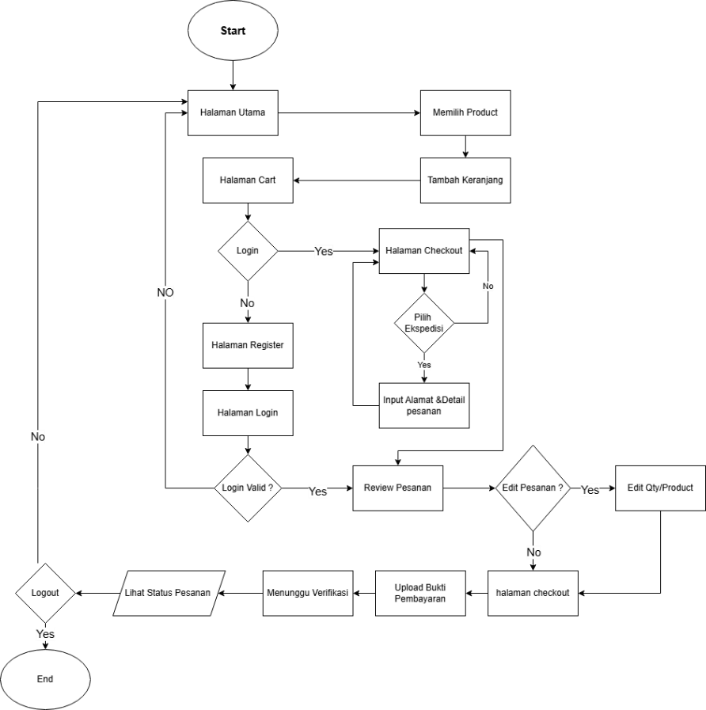 Start
Halaman Utama
Memilih Product
Halaman Cart
Tambah Keranjang
Login
Yes
Halaman Checkout
No
NO
No
Pilih
Ekspedisi
Halaman Register
Yes
Input Alamat &Detail
pesanan
Halaman Login
No
Login Valid ?
Yes
Review Pesanan
Edit Pesanan ?
Yes
Edit Qty/Product
No
Logout
Lihat Status Pesanan
Menunggu Verifikasi
Upload Bukti
Pembayaran
halaman checkout
Yes
End